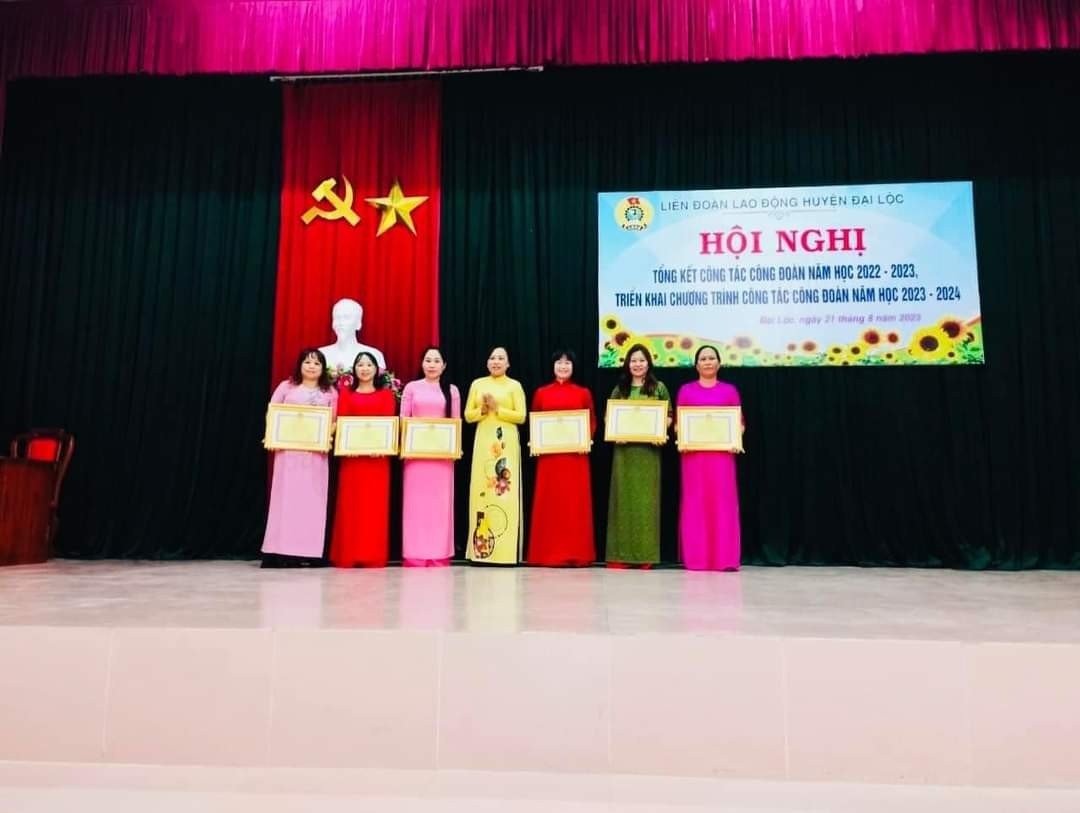 LIÊN ĐOÀN LAO ĐỘNG HUYỆN ĐẠI LỘC
HỘI NGHỊ
TỔNG KẾT CÔNG TÁC CÔNG ĐOÀN NĂM HỌC 2022 - 2023,
TRIỂN KHAI CHƯƠNG TRÌNH CÔNG TÁC CÔNG ĐOÀN NĂM HỌC 2023 - 2024
Đại Lộc, ngày 21 tháng 8 năm 2023